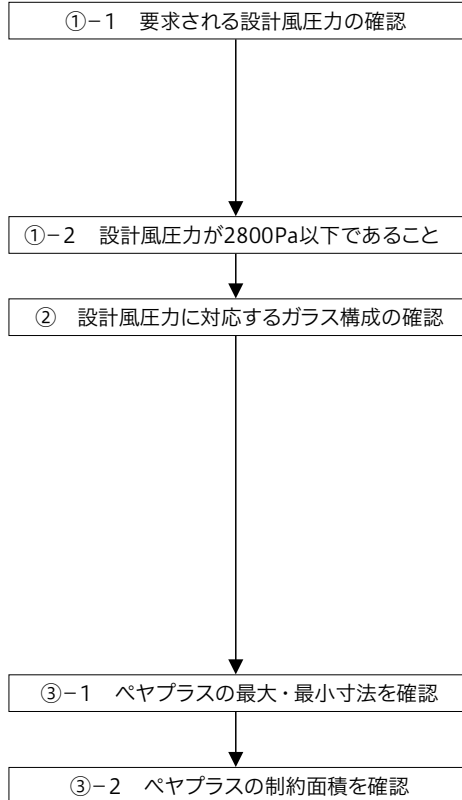 ①−1　要求される設計風圧力の確認
①−2　設計風圧力が2800Pa以下であること
②　設計風圧力に対応するガラス構成の確認
③−1　ペヤプラスの最大・最小寸法を確認
③−2　ペヤプラスの制約面積を確認